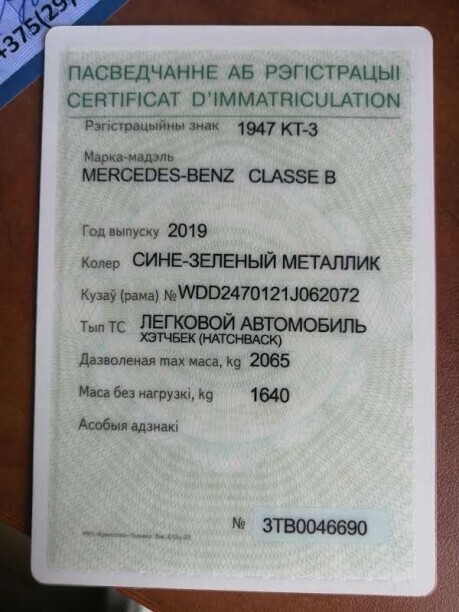 +375(29)
ПАСВЕДЧАННЕ АБ РЭГІСТРАЦЫІ
CERTIFICAT D'IMMATRICULATION
Рэгістрацыйны знак 1947 KT-3
Марка-мадэль
MERCEDES-BENZ CLASSE B
Год выпуску 2019
Колер СИНЕ-ЗЕЛЕНЫЙ МЕТАЛЛИК
Кузаў (рама) № WDD2470121J062072
Тып ТС ЛЕГКОВОЙ АВТОМОБИЛЬ
ХЭТЧБЕК (HATCHBACK)
Дазволеная max маса, kg 2065
Маса без нагрузкі, kg 1640
Асобыя адзнакі
№ 3ТВ0046690